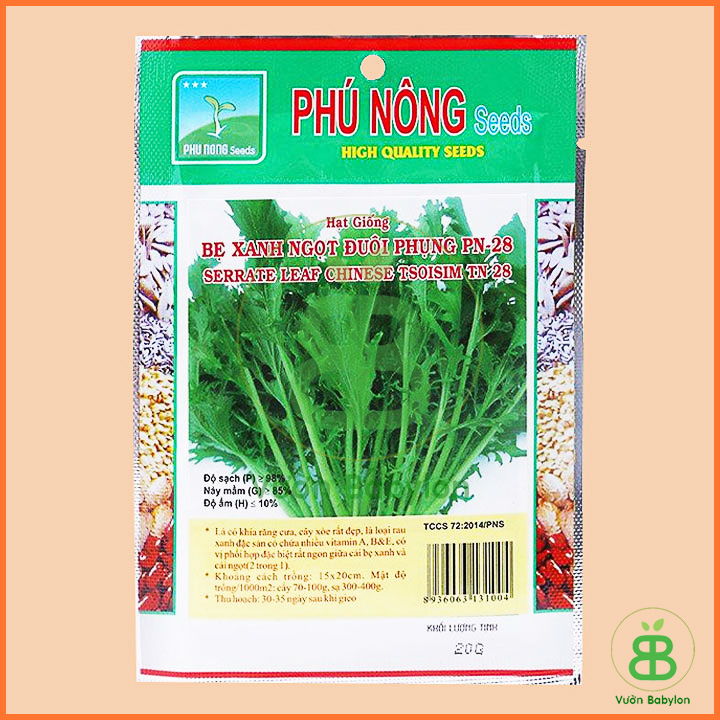 PHU NONG Seeds
PHÚ NÔNG Seeds
HIGH QUALITY SEEDS
Hạt Giống
BẸ XANH NGỌT ĐUÔI PHỤNG PN-28
SERRATE LEAF CHINESE TSOISIM TN-28
Độ sạch (P) ≥ 98%
Nảy mầm (G) ≥ 85%
Độ ẩm (H) ≤ 10%
Vườn Babylon
TCCS 72:2014/PNS
* Lá có khía răng cưa, cây xòe rất đẹp, là loại rau
xanh đặc sản có chứa nhiều vitamin A, B&E, có
vị phối hợp đặc biệt rất ngon giữa cải bẹ xanh và
cải ngọt(2 trong 1).
* Khoảng cách trồng: 15x20cm. Mật độ
trồng/1000m2: cấy 70-100g, sạ 300-400g.
* Thu hoạch: 30-35 ngày sau khi gieo
8 936063 131004
KHỐI LƯỢNG TỊNH
20G
B B
Vườn Babylon